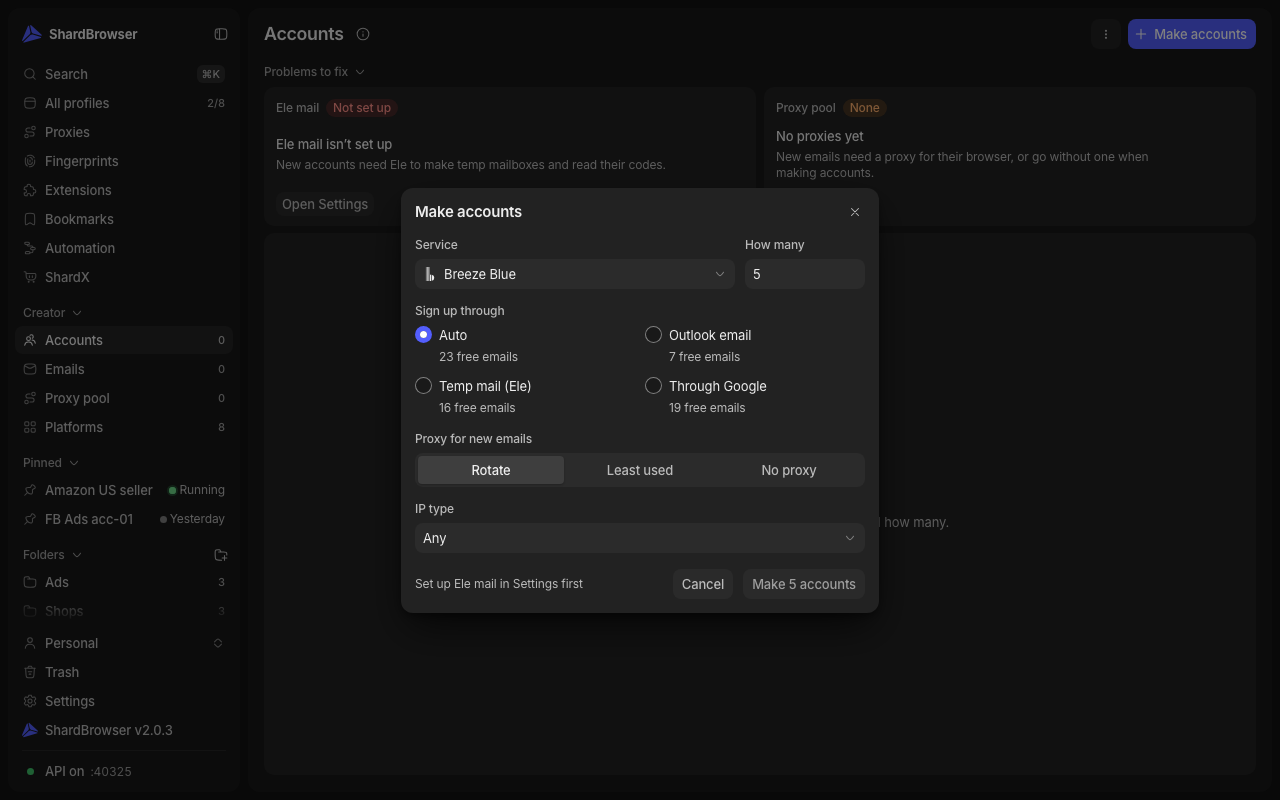 ShardBrowser
Search ⌘K
All profiles 2/8
Proxies
Fingerprints
Extensions
Bookmarks
Automation
ShardX
Creator
Accounts 0
Emails 0
Proxy pool 0
Platforms 8
Pinned
Amazon US seller Running
FB Ads acc-01 Yesterday
Folders
Ads 3
Shops 3
Personal
Trash
Settings
ShardBrowser v2.0.3
API on :40325
Accounts
Make accounts
Problems to fix
Ele mail Not set up
Ele mail isn't set up
New accounts need Ele to make temp mailboxes and read their codes.
Open Settings
Proxy pool None
No proxies yet
New emails need a proxy for their browser, or go without one when
making accounts.
how many.
Make accounts
Service
How many
Breeze Blue
5
Sign up through
Auto
23 free emails
Outlook email
7 free emails
Temp mail (Ele)
16 free emails
Through Google
19 free emails
Proxy for new emails
Rotate Least used No proxy
IP type
Any
Set up Ele mail in Settings first
Cancel
Make 5 accounts